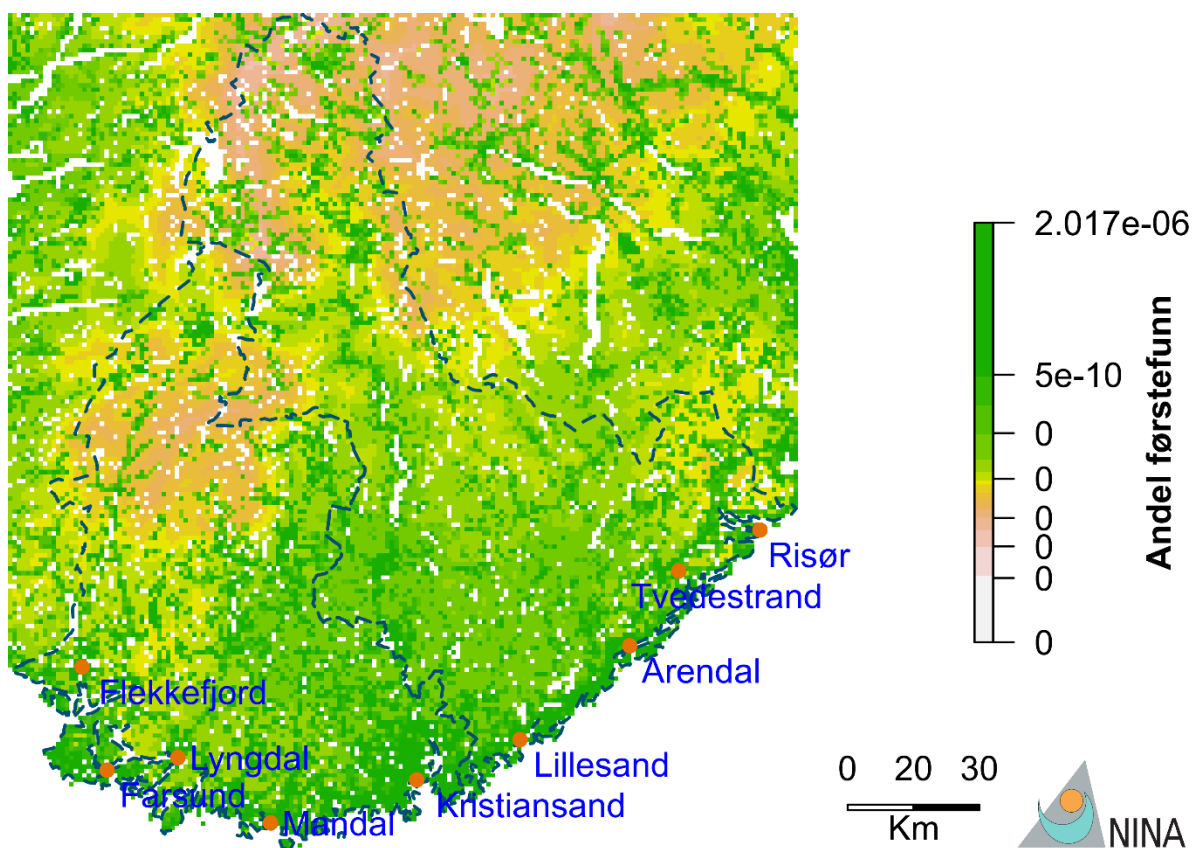 2.017e-06
5e-10
0
0
0
0
0
0
Andel førstefunn
Risør
Tvedestrand
Arendal
Flekkefjord
Lyngdal
Lillesand
Farsund
Kristiansand
Mandal
0 20 30
Km
NINA